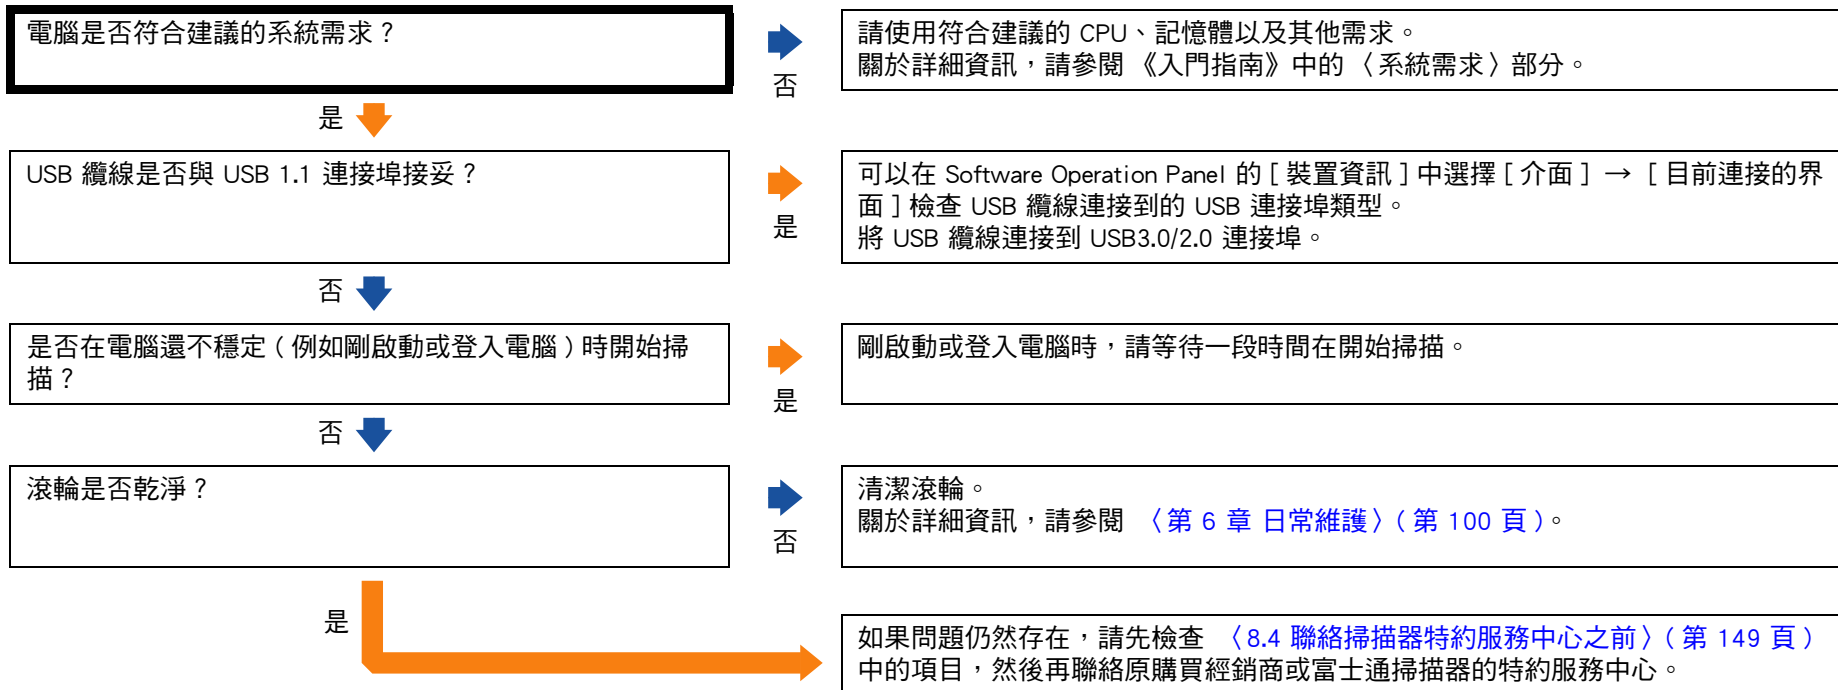 電腦是否符合建議的系統需求？
否
請使用符合建議的 CPU、記憶體以及其他需求。
關於詳細資訊，請參閱 《入門指南》中的 〈系統需求〉部分。
是
USB 纜線是否與 USB 1.1 連接埠接妥？
是
可以在 Software Operation Panel 的 [ 裝置資訊 ] 中選擇 [ 介面 ] → [ 目前連接的界
面 ] 檢查 USB 纜線連接到的 USB 連接埠類型。
將 USB 纜線連接到 USB3.0/2.0 連接埠。
否
是否在電腦還不穩定 ( 例如剛啟動或登入電腦 ) 時開始掃
描？
是
剛啟動或登入電腦時，請等待一段時間在開始掃描。
否
滾輪是否乾淨？
否
清潔滾輪。
關於詳細資訊，請參閱 〈第 6 章 日常維護〉( 第 100 頁 )。
是
如果問題仍然存在，請先檢查 〈8.4 聯絡掃描器特約服務中心之前〉( 第 149 頁 )
中的項目，然後再聯絡原購買經銷商或富士通掃描器的特約服務中心。